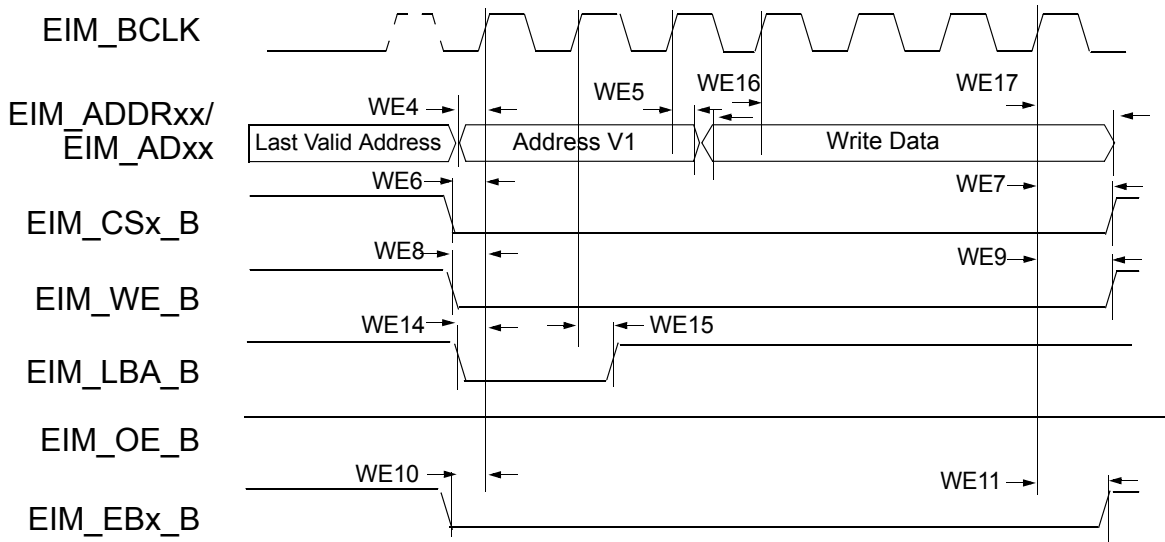 EIM_BCLK
WE4
WE5
WE16
WE17
EIM_ADDRxx/
EIM_ADxx
Last Valid Address
Address V1
Write Data
WE6
WE7
EIM_CSx_B
WE8
WE9
EIM_WE_B
WE14
WE15
EIM_LBA_B
EIM_OE_B
WE10
WE11
EIM_EBx_B